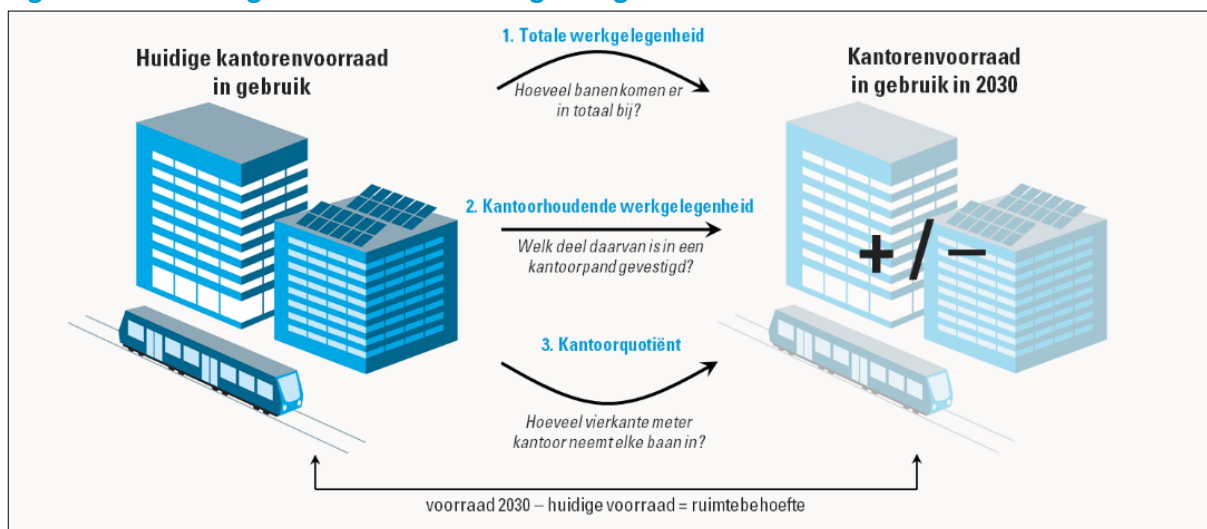 1. Totale werkgelegenheid
Huidige kantorenvoorraad
in gebruik
Hoeveel banen komen er
in totaal bij?
Kantorenvoorraad
in gebruik in 2030
2. Kantoorhoudende werkgelegenheid
Welk deel daarvan is in een
kantoorpand gevestigd?
+ / −
3. Kantoorquotiënt
Hoeveel vierkante meter
kantoor neemt elke baan in?
voorraad 2030 – huidige voorraad = ruimtebehoefte